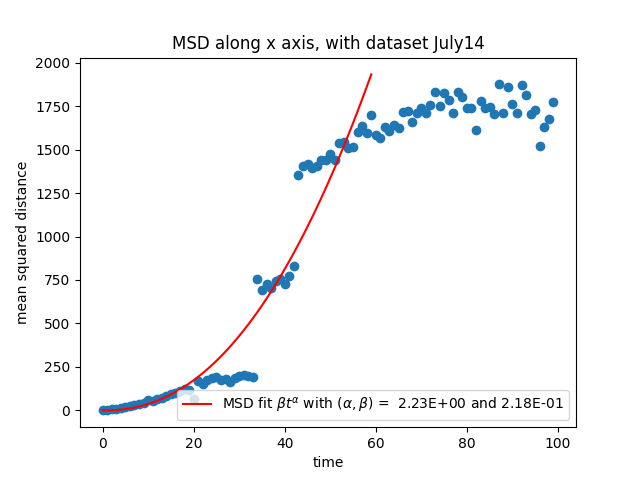 MSD along x axis, with dataset July14
2000
1750
1500
1250
1000
750
500
250
0
mean squared distance
MSD fit βt^α with (α, β) = 2.23E+00 and 2.18E-01
0 20 40 60 80 100
time